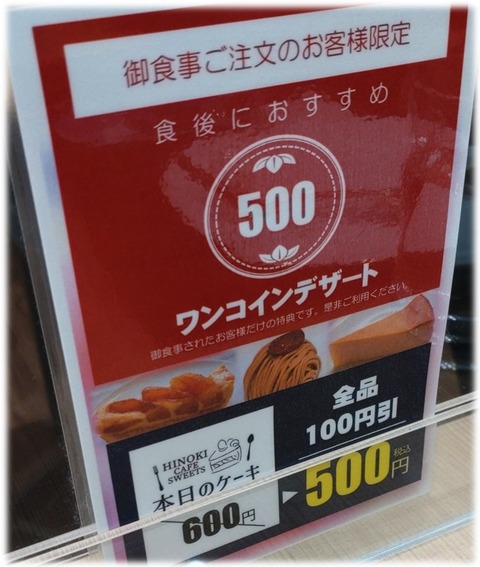 御食事ご注文のお客様限定
食後におすすめ
500
ワンコインデザート
御食事されたお客様だけの特典です。是非ご利用ください。
全品
100円引
HINOKI
CAFE
SWEETS
本日のケーキ
600円
▶500円
税込